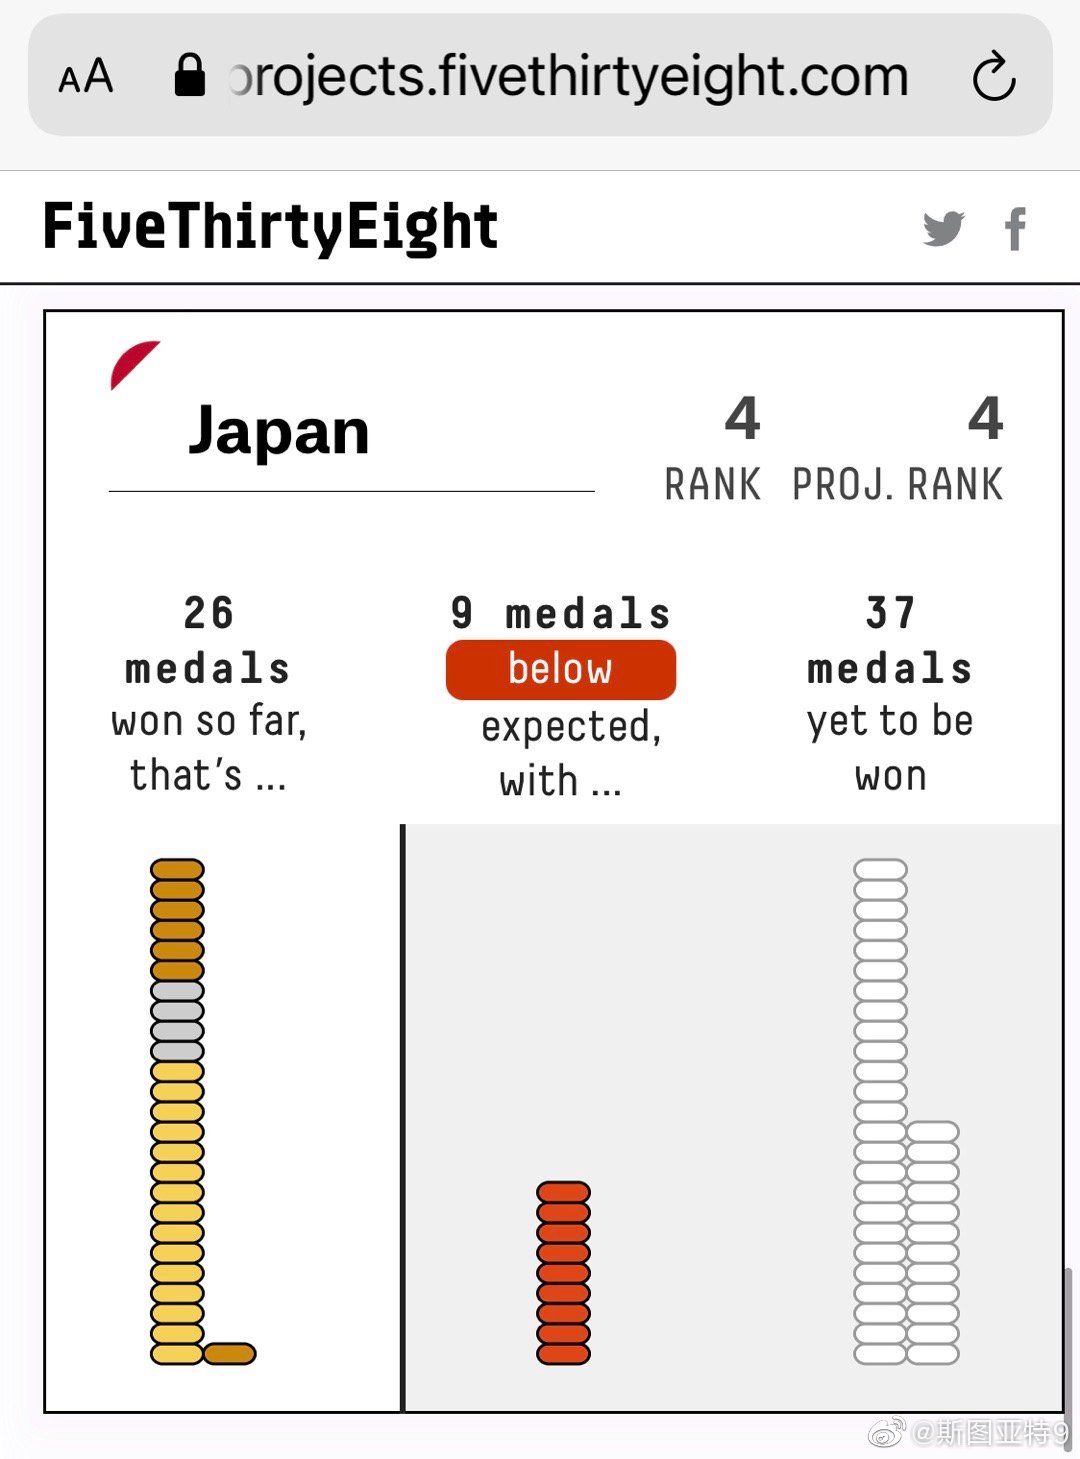 AA projects.fivethirtyeight.com
FiveThirtyEight
Japan
4
RANK
4
PROJ. RANK
26
medals
won so far,
that's ...
9 medals
below
expected,
with ...
37
medals
yet to be
won
@斯图亚特9